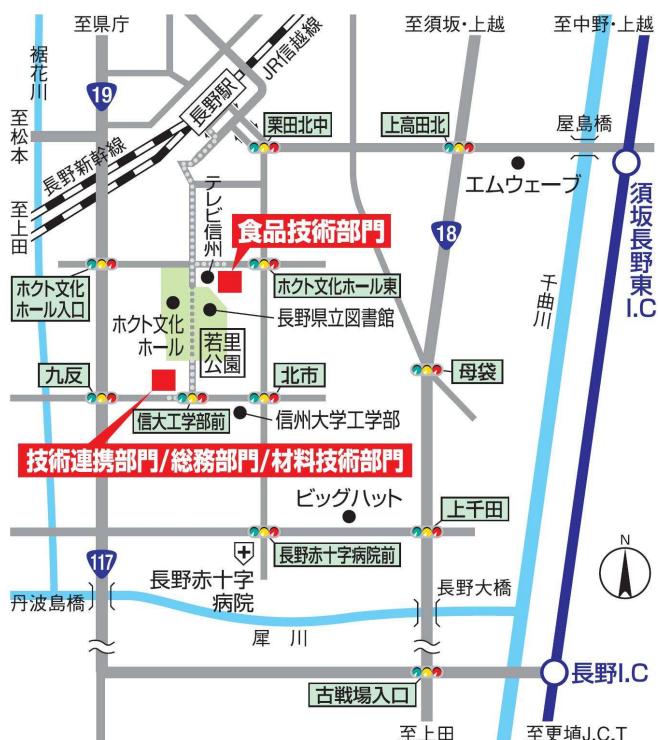 至県庁
至須坂・上越
至中野・上越
裾花川
JR信越線
19
長野駅
至松本
栗田北中
上高田北
屋島橋
長野新幹線
エムウェーブ
至上田
テレビ信州
食品技術部門
18
須坂長野東I.C
千曲川
ホクト文化
ホール入口
ホクト文化ホール東
ホクト文化
ホール
長野県立図書館
若里
公園
九反
北市
母袋
信大工学部前
信州大学工学部
技術連携部門/総務部門/材料技術部門
ビッグハット
上千田
117
長野赤十字病院前
N
長野赤十字
病院
丹波島橋
長野大橋
犀川
長野I.C
古戦場入口
至上田
至更埴J.C.T